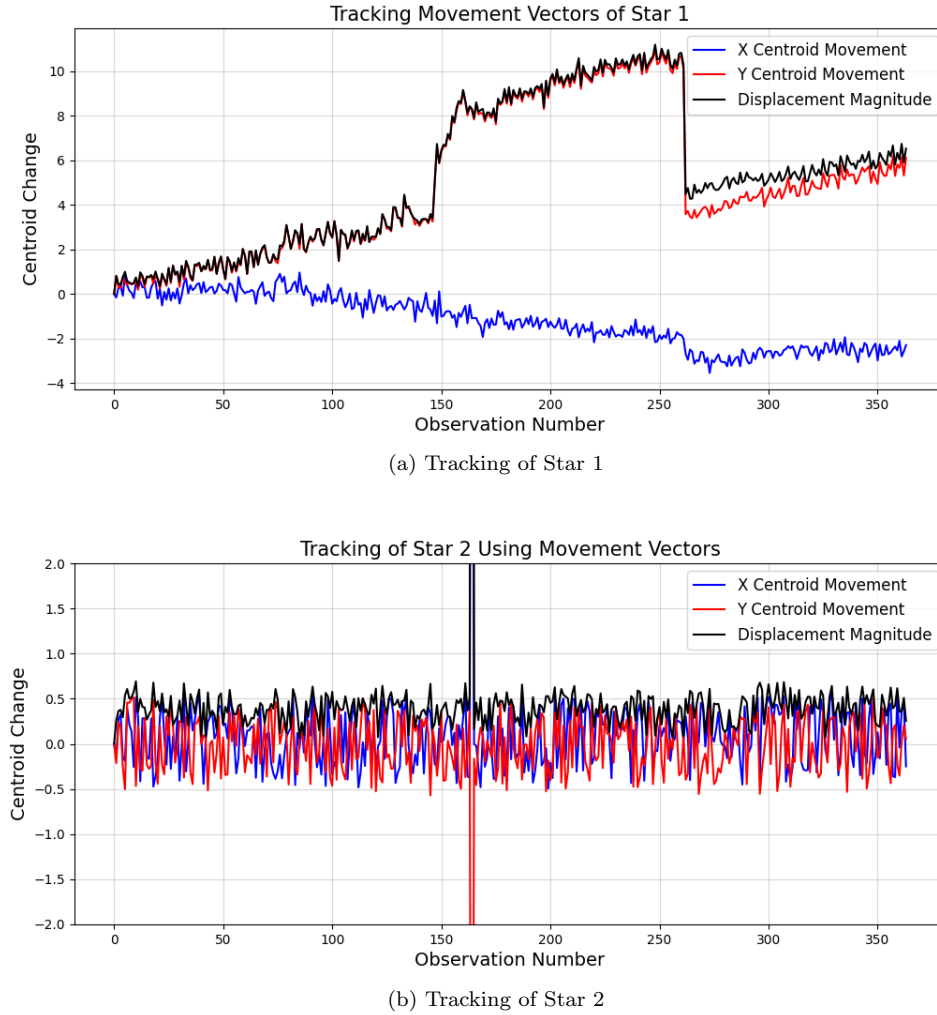 Tracking Movement Vectors of Star 1
X Centroid Movement
Y Centroid Movement
Displacement Magnitude
Centroid Change
10
8
6
4
2
0
−2
−4
0 50 100 150 200 250 300 350
Observation Number
(a) Tracking of Star 1
Tracking of Star 2 Using Movement Vectors
X Centroid Movement
Y Centroid Movement
Displacement Magnitude
Centroid Change
2.0
1.5
1.0
0.5
0.0
−0.5
−1.0
−1.5
−2.0
0 50 100 150 200 250 300 350
Observation Number
(b) Tracking of Star 2